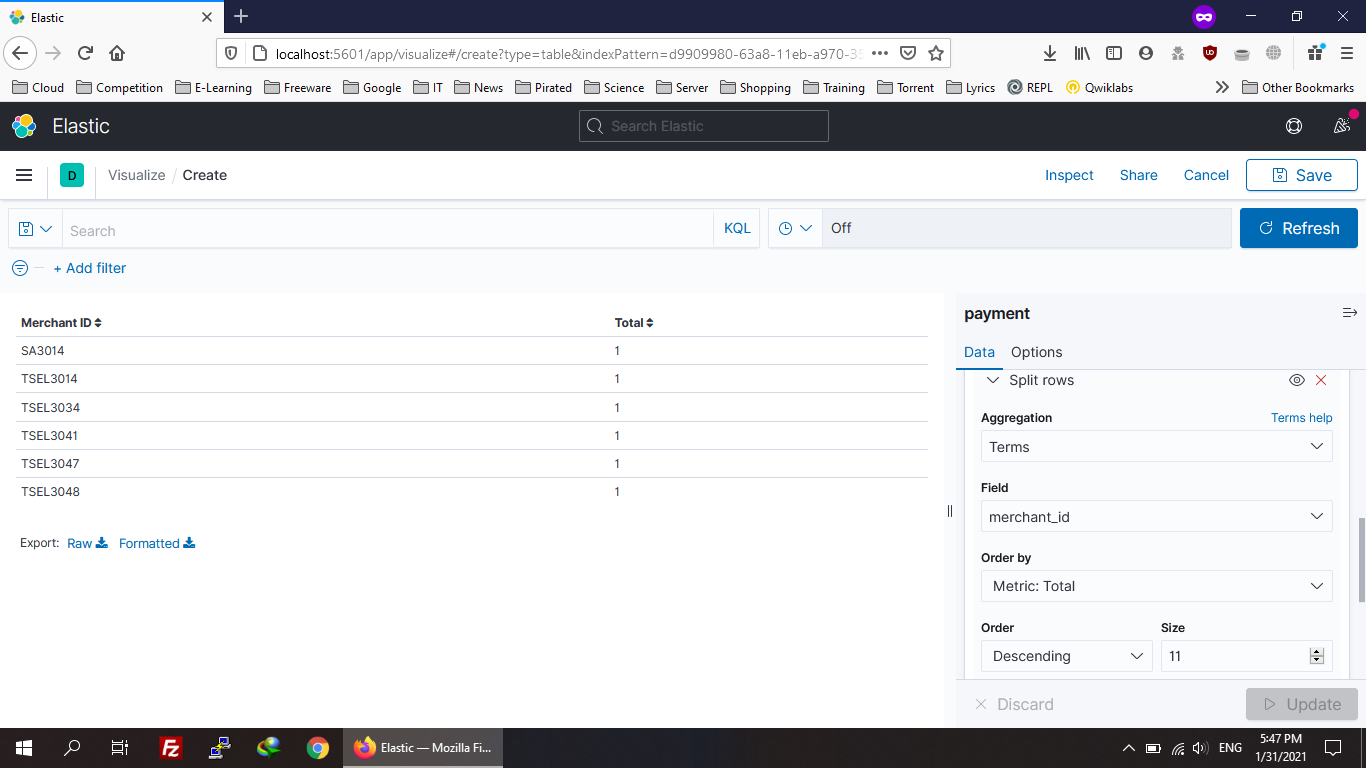 Elastic
localhost:5601/app/visualize#/create?type=table&indexPattern=d9909980-63a8-11eb-a970-35
Cloud Competition E-Learning Freeware Google IT News Pirated Science Server Shopping Training Torrent Lyrics REPL Qwiklabs Other Bookmarks
Elastic Search Elastic
D Visualize / Create Inspect Share Cancel Save
Search KQL Off Refresh
+ Add filter
Merchant ID Total
SA3014 1
TSEL3014 1
TSEL3034 1
TSEL3041 1
TSEL3047 1
TSEL3048 1
Export: Raw Formatted
payment
Data Options
Split rows
Aggregation Terms help
Terms
Field
merchant_id
Order by
Metric: Total
Order Size
Descending 11
Discard Update
Elastic — Mozilla Fi...
ENG
5:47 PM
1/31/2021